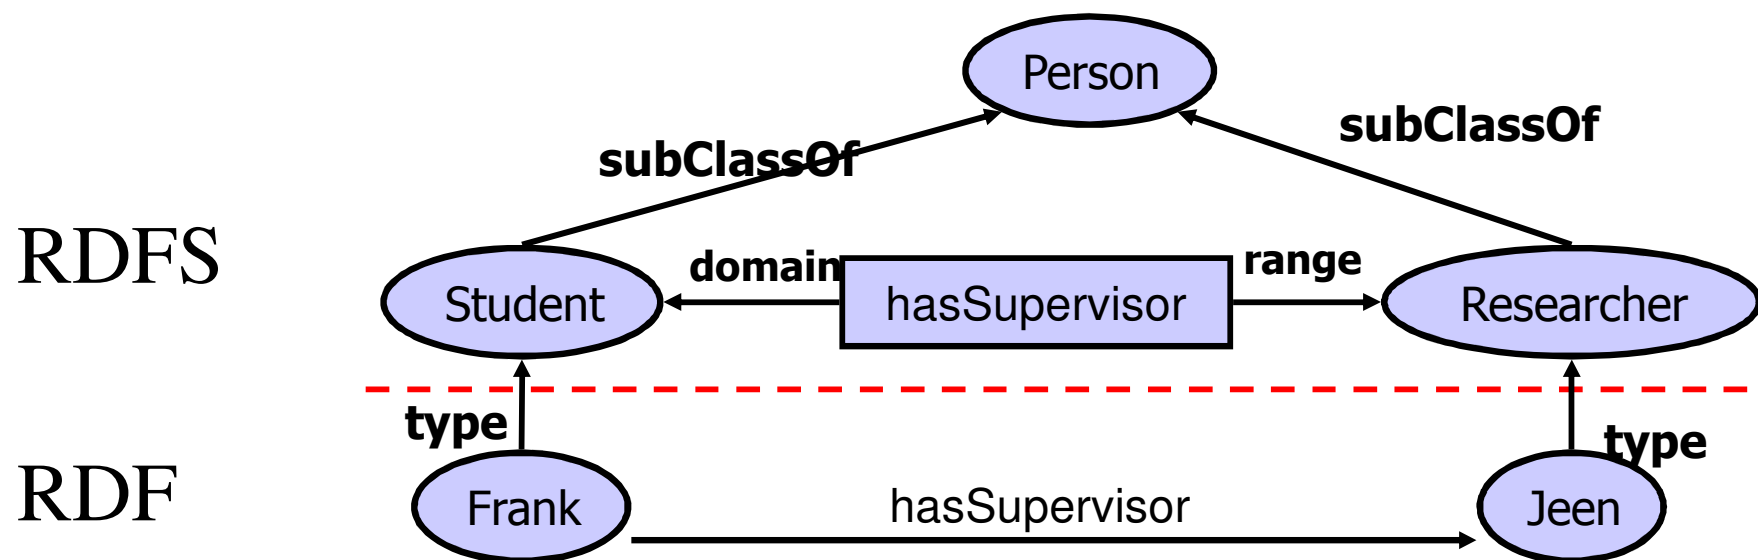 Person
subClassOf
subClassOf
RDFS
domain
range
Student
hasSupervisor
Researcher
type
type
RDF
Frank
hasSupervisor
Jeen